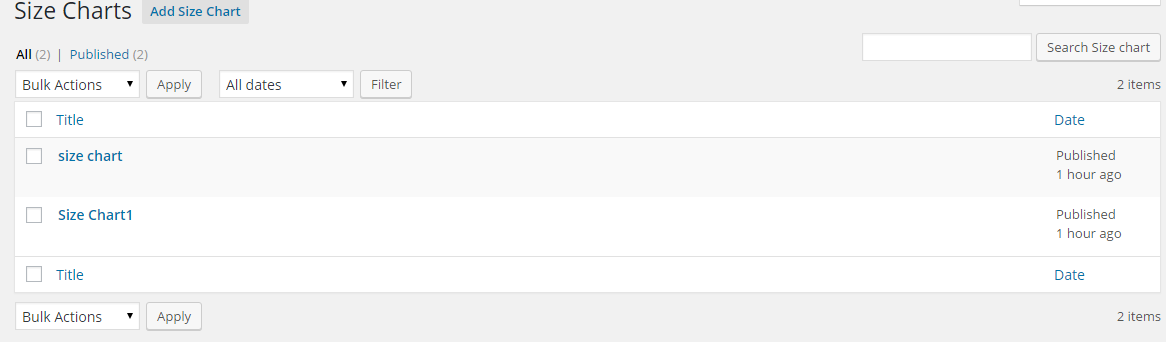 Size Charts Add Size Chart
All (2) | Published (2)
Search Size chart
Bulk Actions Apply All dates Filter 2 items
Title Date
size chart Published
1 hour ago
Size Chart1 Published
1 hour ago
Title Date
Bulk Actions Apply 2 items